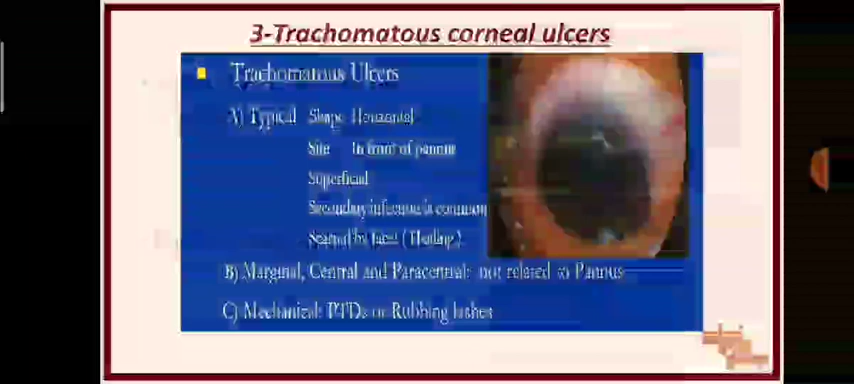 3-Trachomatous corneal ulcers
Trachomatous Ulcers
A) Typical Shape Horizontal
Site In front of pannus
Superficial
Secondary infection is common
by facet (Healing)
B) Marginal, Central and Paracentral: not related to Pannus
C) Mechanical: PTDs or Rubbing lashes